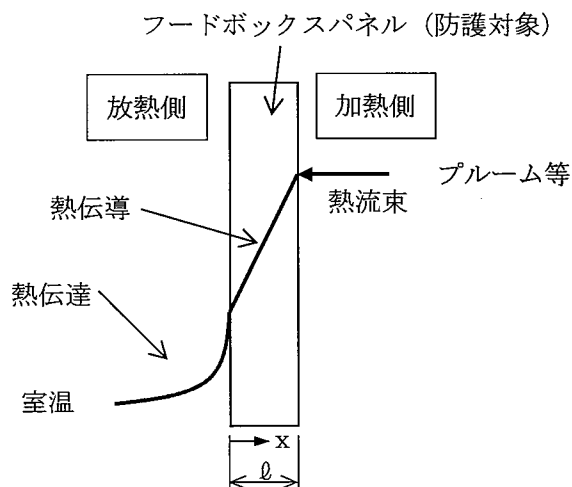 フードボックスパネル（防護対象）
放熱側
加熱側
プルーム等
熱流束
熱伝導
熱伝達
室温
x
ℓ